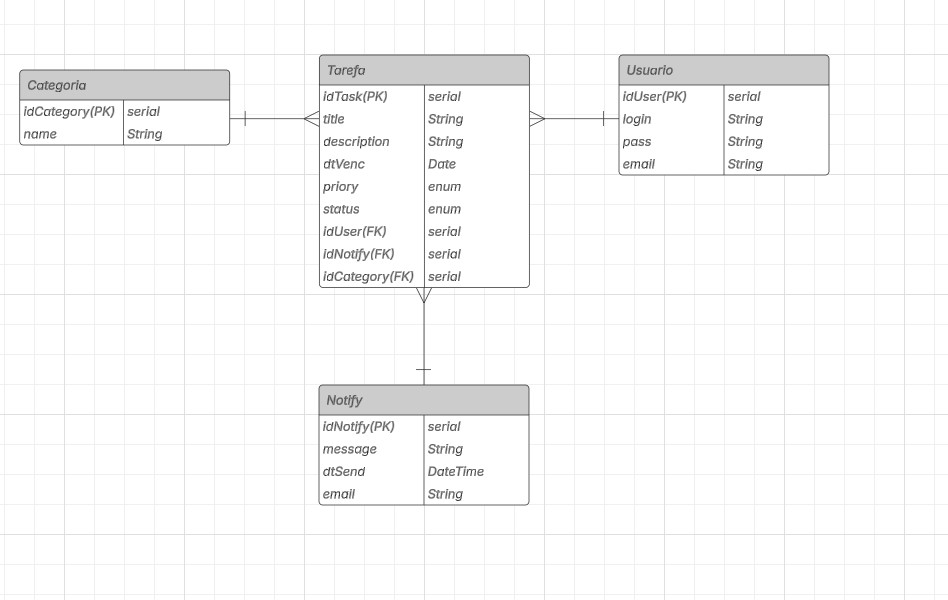 Categoria
idCategory(PK) serial
name String
Tarefa
idTask(PK) serial
title String
description String
dtVenc Date
priory enum
status enum
idUser(FK) serial
idNotify(FK) serial
idCategory(FK) serial
Usuario
idUser(PK) serial
login String
pass String
email String
Notify
idNotify(PK) serial
message String
dtSend DateTime
email String